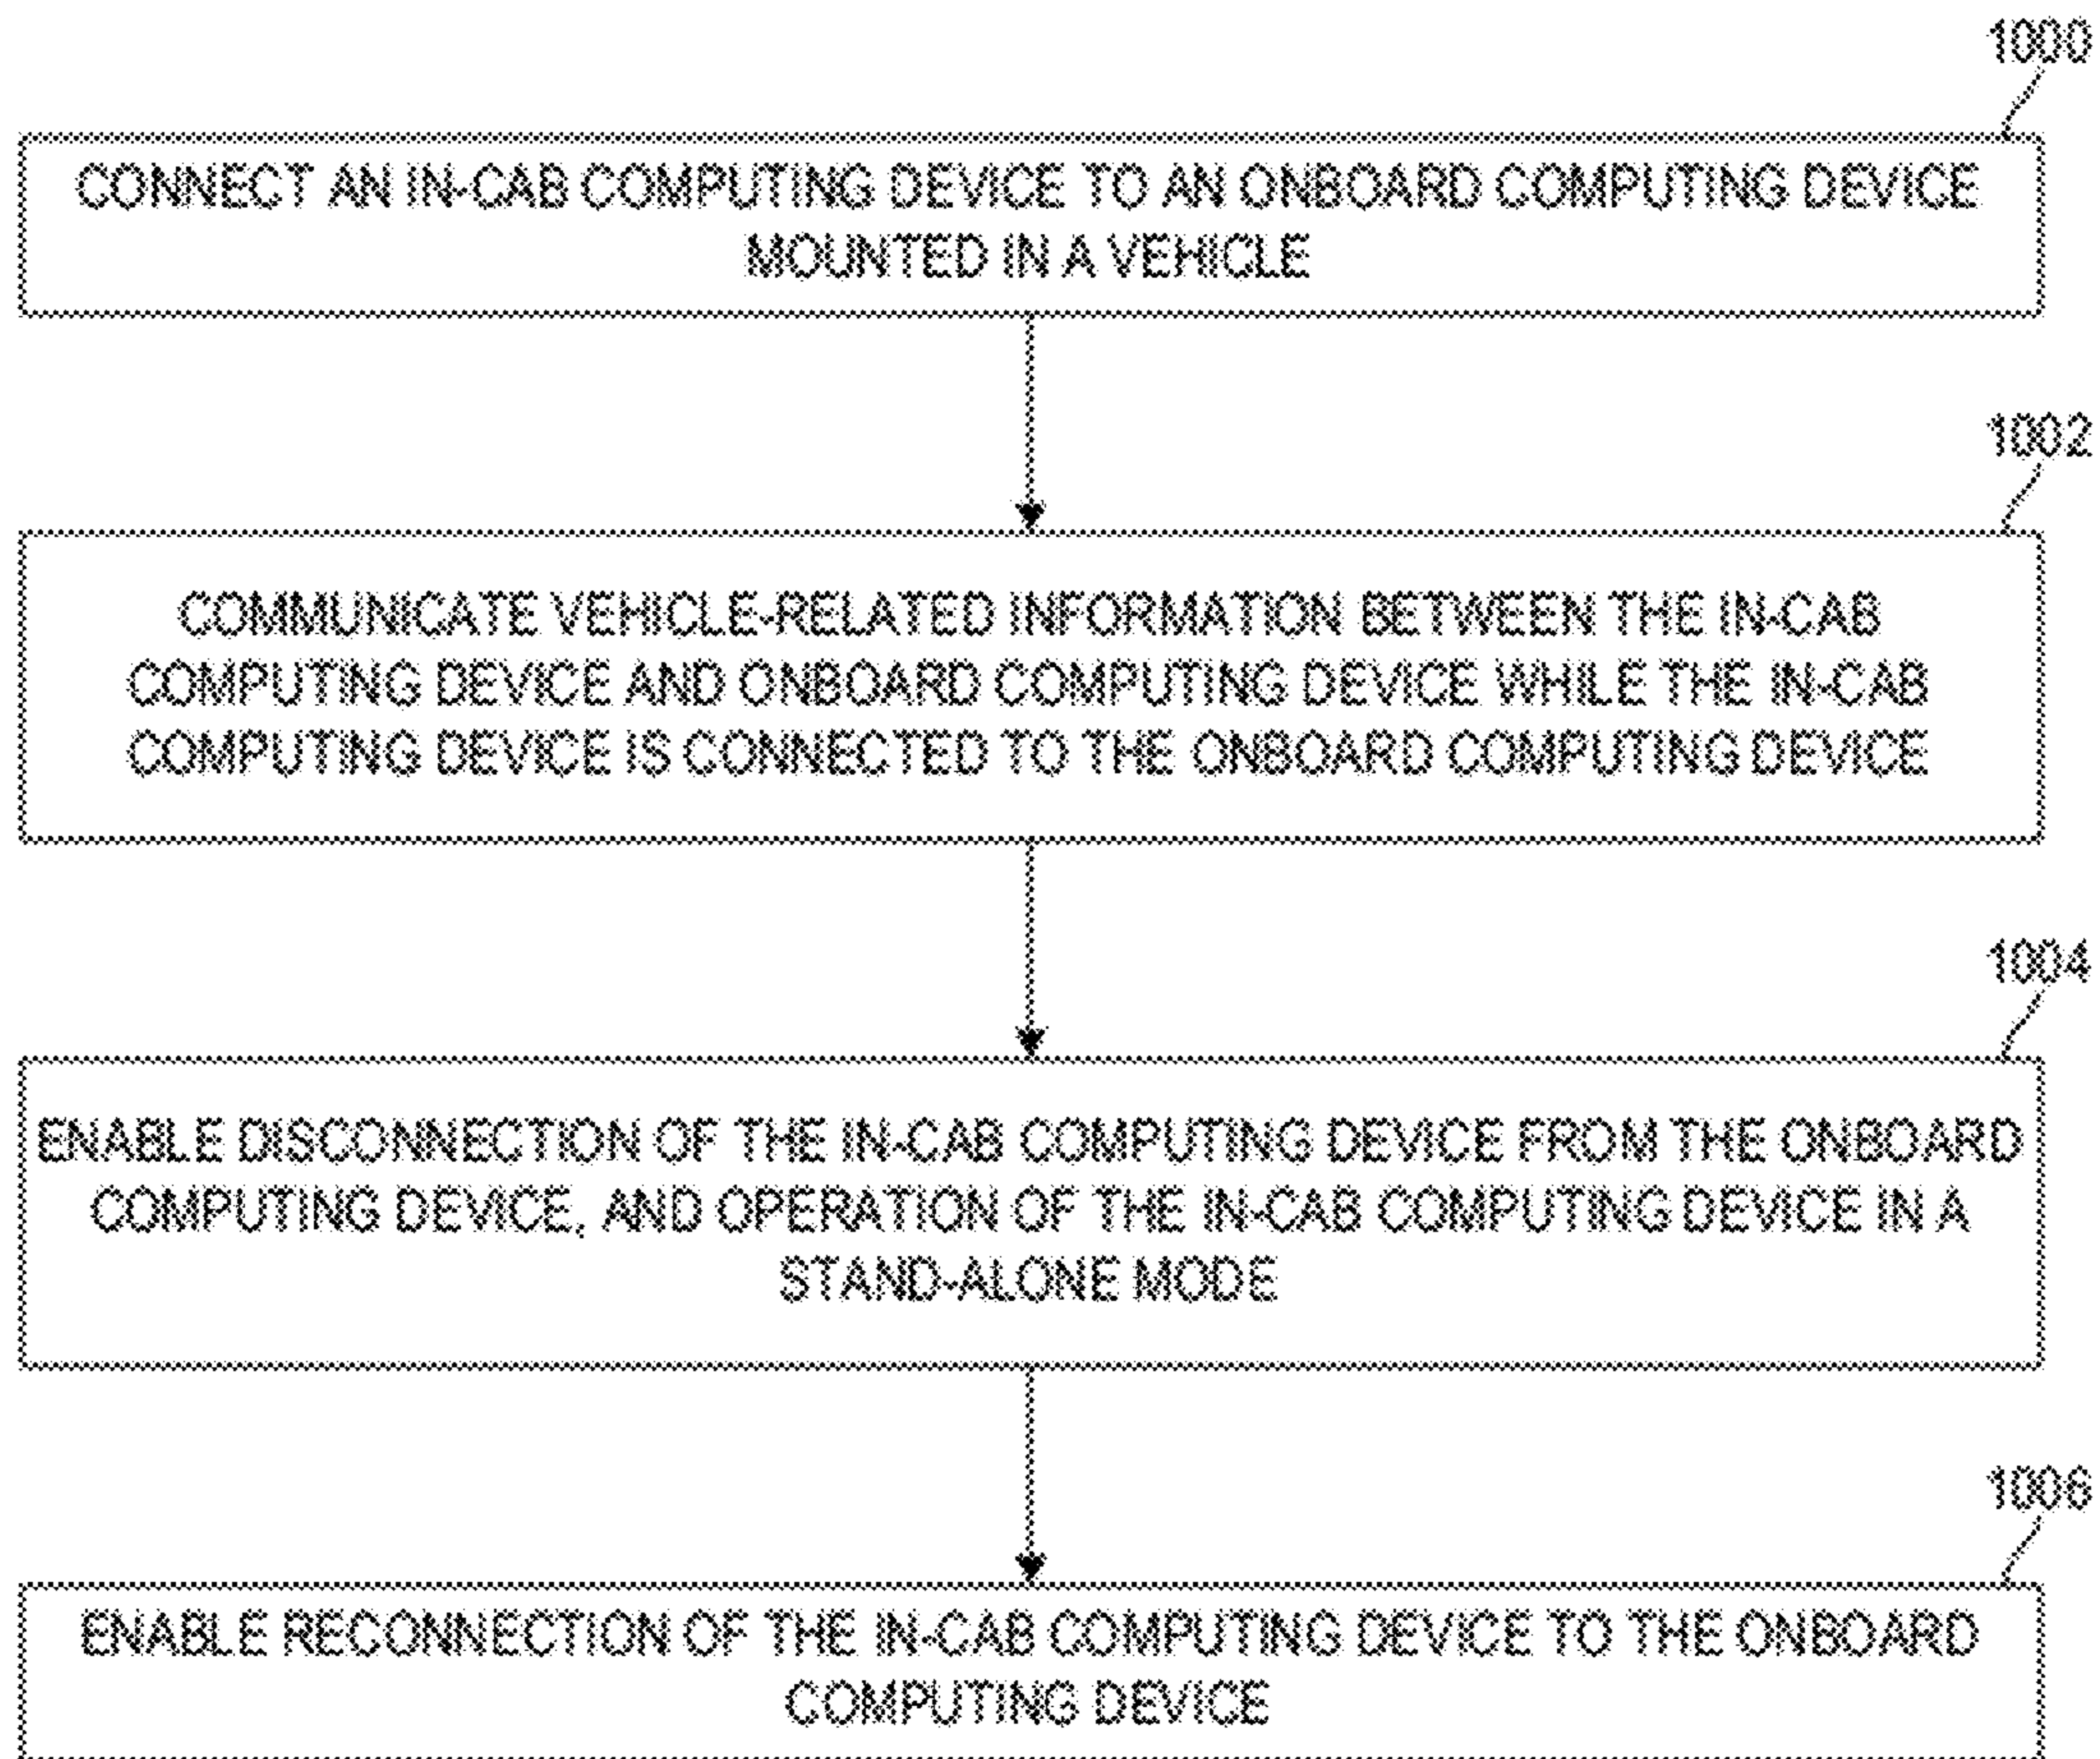 1000
CONNECT AN IN-CAB COMPUTING DEVICE TO AN ONBOARD COMPUTING DEVICE
MOUNTED IN A VEHICLE
1002
COMMUNICATE VEHICLE-RELATED INFORMATION BETWEEN THE IN-CAB
COMPUTING DEVICE AND ONBOARD COMPUTING DEVICE WHILE THE IN-CAB
COMPUTING DEVICE IS CONNECTED TO THE ONBOARD COMPUTING DEVICE
1004
ENABLE DISCONNECTION OF THE IN-CAB COMPUTING DEVICE FROM THE ONBOARD
COMPUTING DEVICE, AND OPERATION OF THE IN-CAB COMPUTING DEVICE IN A
STAND-ALONE MODE
1006
ENABLE RECONNECTION OF THE IN-CAB COMPUTING DEVICE TO THE ONBOARD
COMPUTING DEVICE